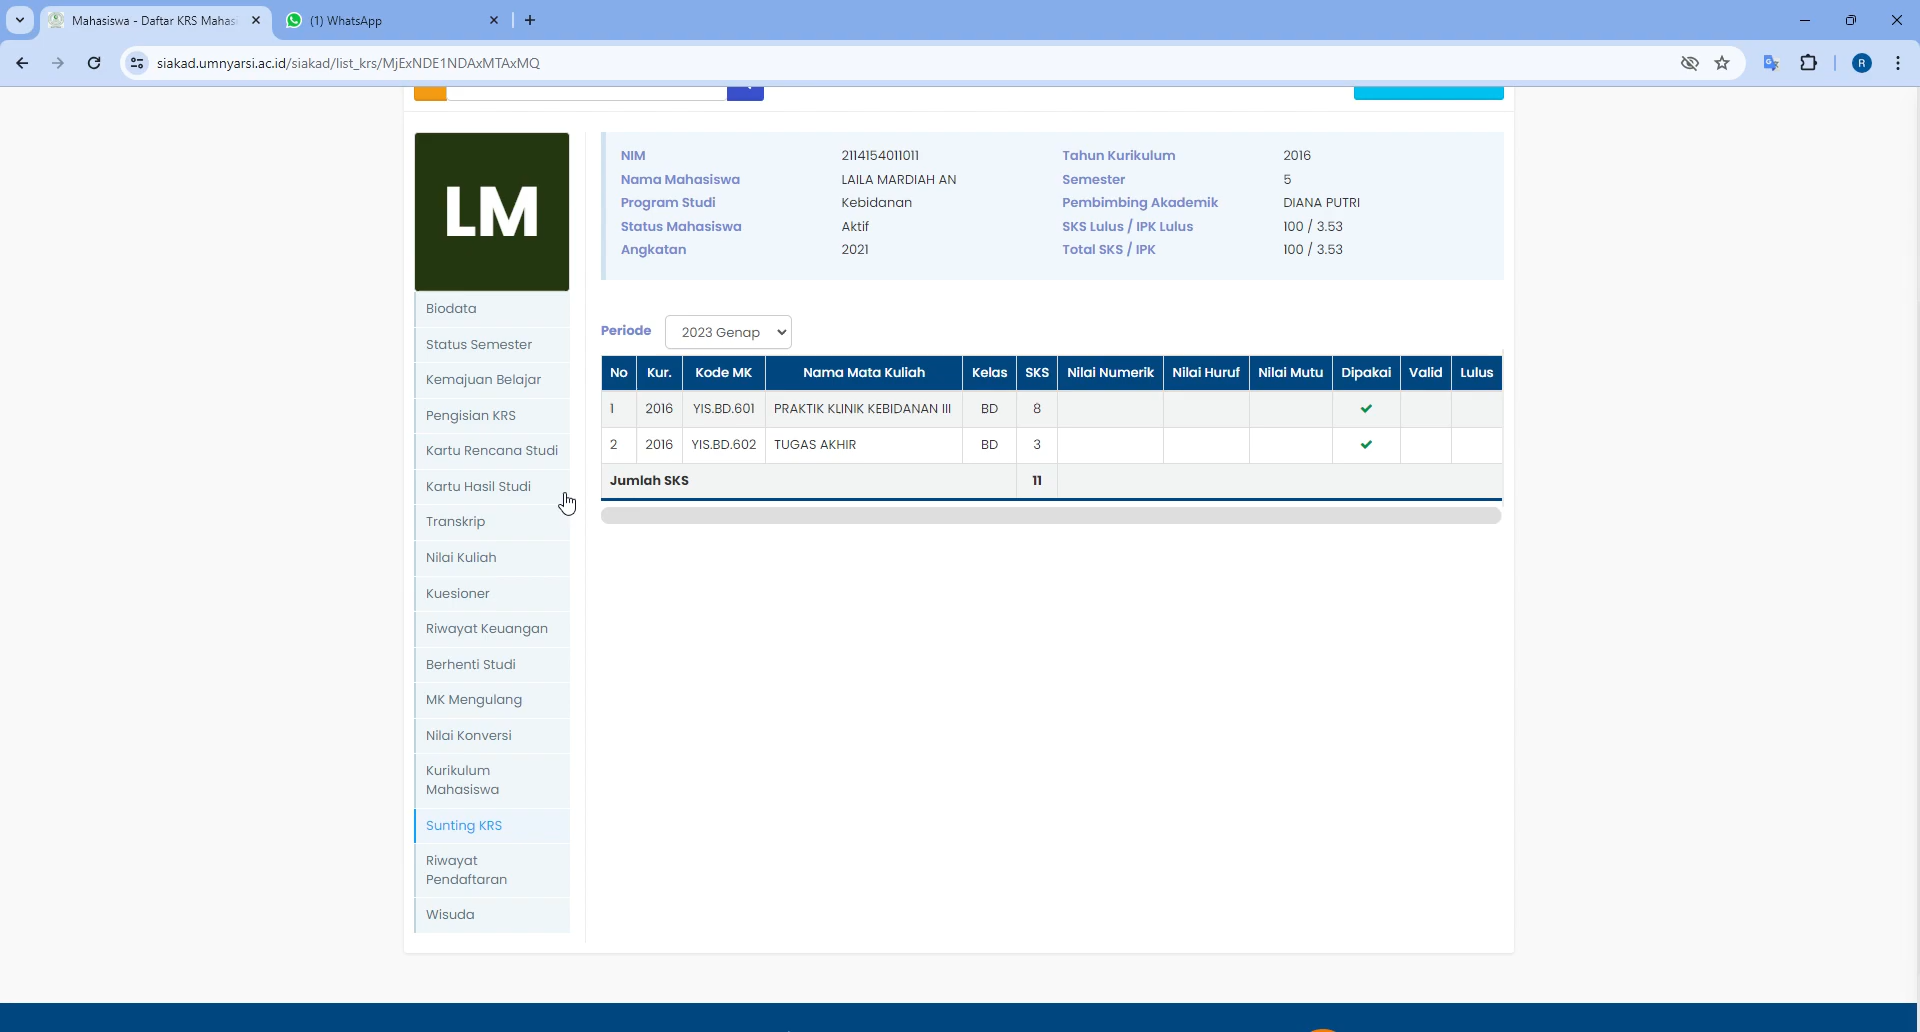 Mahasiswa - Daftar KRS Mahas
(1) WhatsApp
siakad.umnyarsi.ac.id/siakad/list_krs/MjExNDE1NDAxMTAxMQ
R
LM
NIM 2114154011011 Tahun Kurikulum 2016
Nama Mahasiswa LAILA MARDIAH AN Semester 5
Program Studi Kebidanan Pembimbing Akademik DIANA PUTRI
Status Mahasiswa Aktif SKS Lulus / IPK Lulus 100 / 3.53
Angkatan 2021 Total SKS / IPK 100 / 3.53
Biodata
Status Semester
Kemajuan Belajar
Pengisian KRS
Kartu Rencana Studi
Kartu Hasil Studi
Transkrip
Nilai Kuliah
Kuesioner
Riwayat Keuangan
Berhenti Studi
MK Mengulang
Nilai Konversi
Kurikulum
Mahasiswa
Sunting KRS
Riwayat
Pendaftaran
Wisuda
Periode 2023 Genap
No Kur. Kode MK Nama Mata Kuliah Kelas SKS Nilai Numerik Nilai Huruf Nilai Mutu Dipakai Valid Lulus
1 2016 YIS.BD.601 PRAKTIK KLINIK KEBIDANAN III BD 8 ✔
2 2016 YIS.BD.602 TUGAS AKHIR BD 3 ✔
Jumlah SKS 11